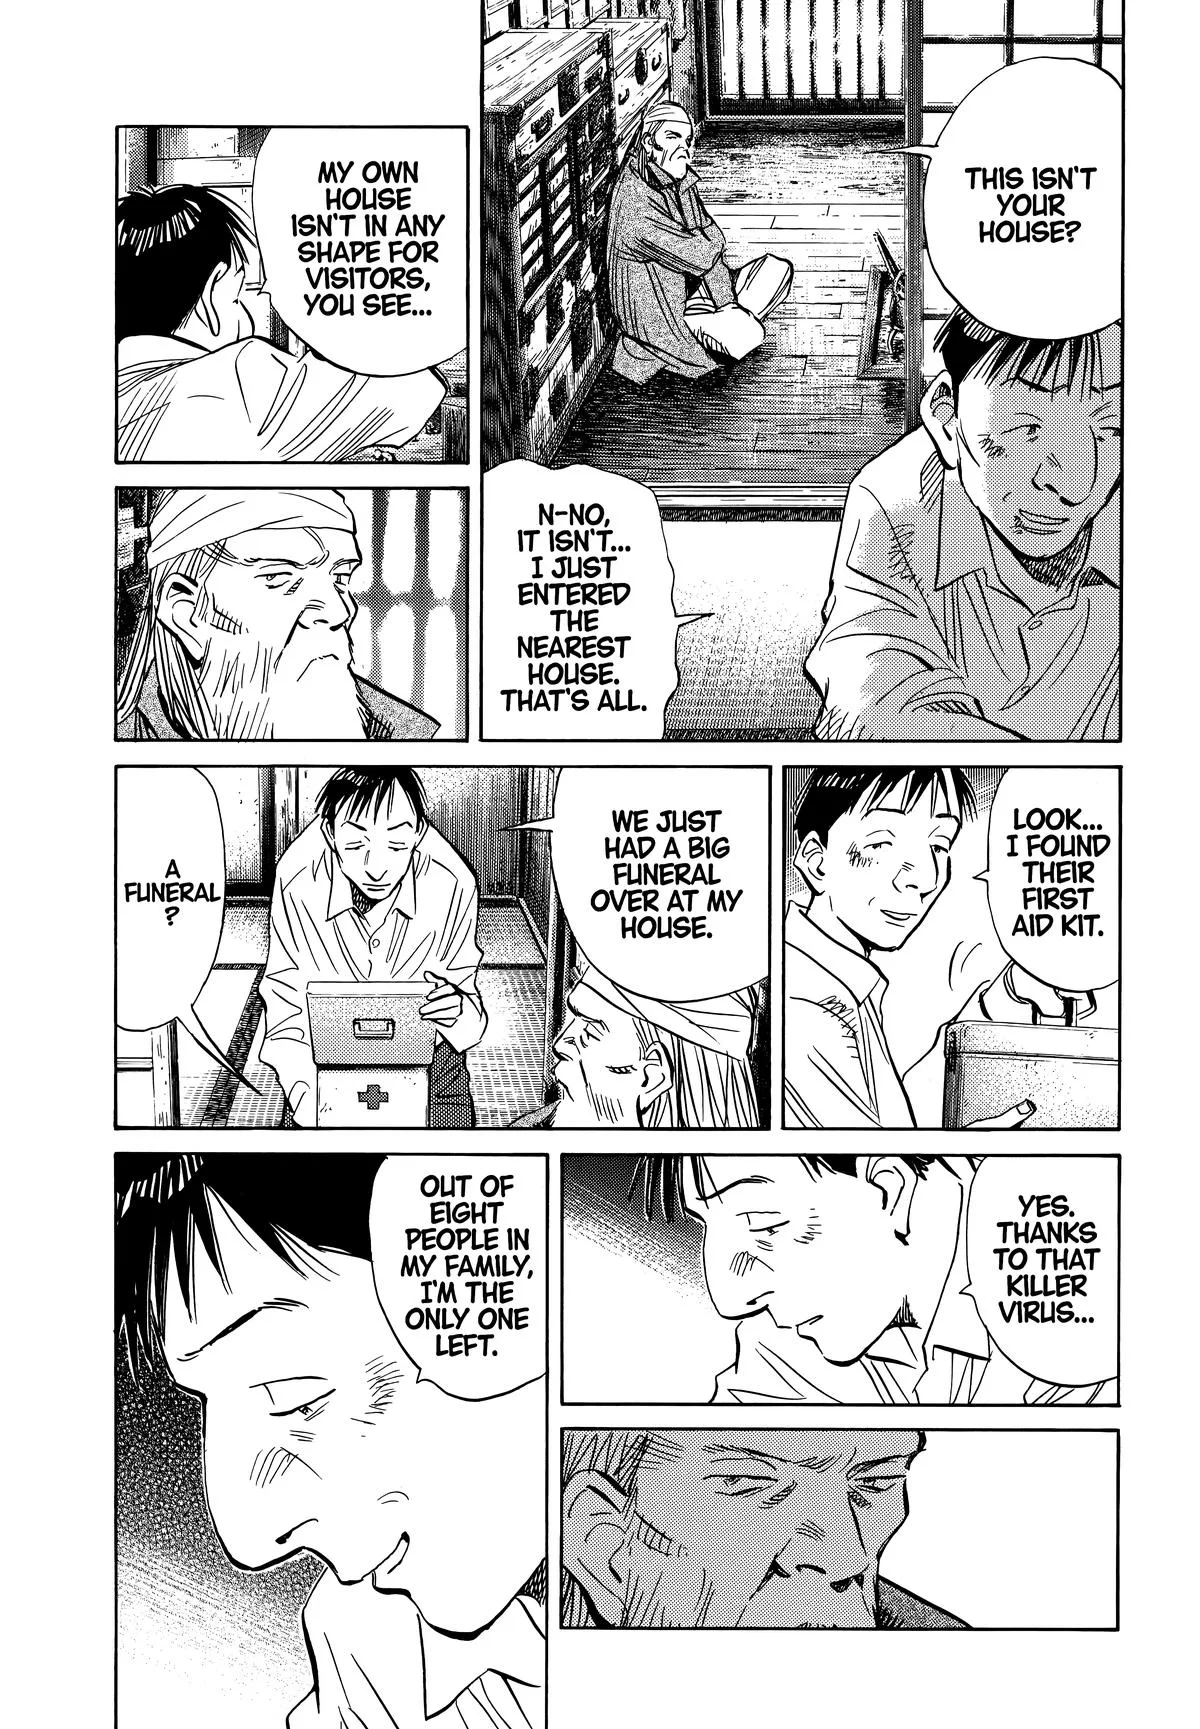 THIS ISN'T
YOUR
HOUSE?
N-NO,
IT ISN'T...
I JUST
ENTERED
THE
NEAREST
HOUSE.
THAT'S ALL.
MY OWN
HOUSE
ISN'T IN ANY
SHAPE FOR
VISITORS,
YOU SEE...
LOOK...
I FOUND
THEIR
FIRST
AID KIT.
WE JUST
HAD A BIG
FUNERAL
OVER AT MY
HOUSE.
A
FUNERAL
?
YES.
THANKS
TO THAT
KILLER
VIRUS...
OUT OF
EIGHT
PEOPLE IN
MY FAMILY,
I'M THE
ONLY ONE
LEFT.